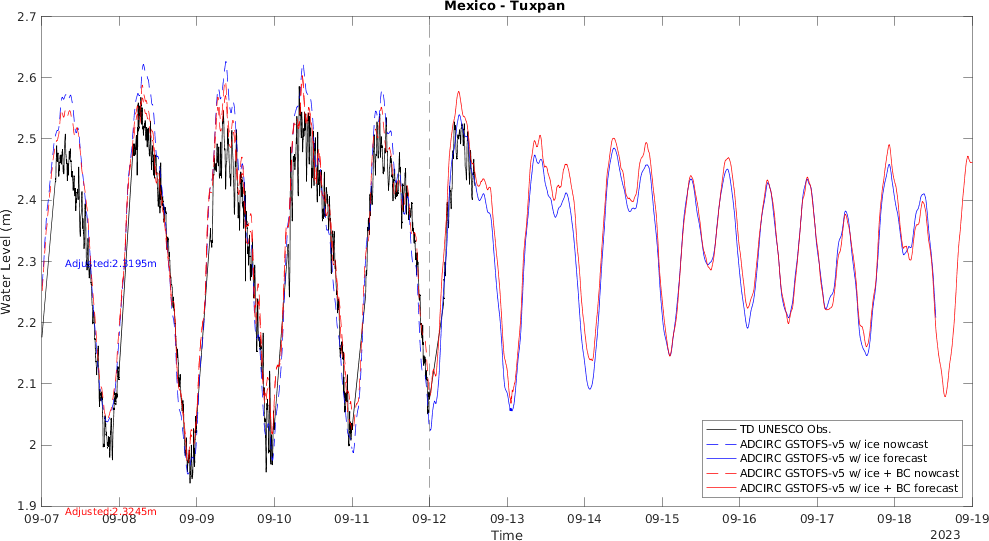 Mexico - Tuxpan
2.7
2.6
2.5
2.4
2.3
2.2
2.1
2
1.9
Water Level (m)
Adjusted:2.3195m
Adjusted:2.3245m
TD UNESCO Obs.
ADCIRC GSTOFS-v5 w/ ice nowcast
ADCIRC GSTOFS-v5 w/ ice forecast
ADCIRC GSTOFS-v5 w/ ice + BC nowcast
ADCIRC GSTOFS-v5 w/ ice + BC forecast
09-07 09-08 09-09 09-10 09-11 09-12 09-13 09-14 09-15 09-16 09-17 09-18 09-19
Time
2023